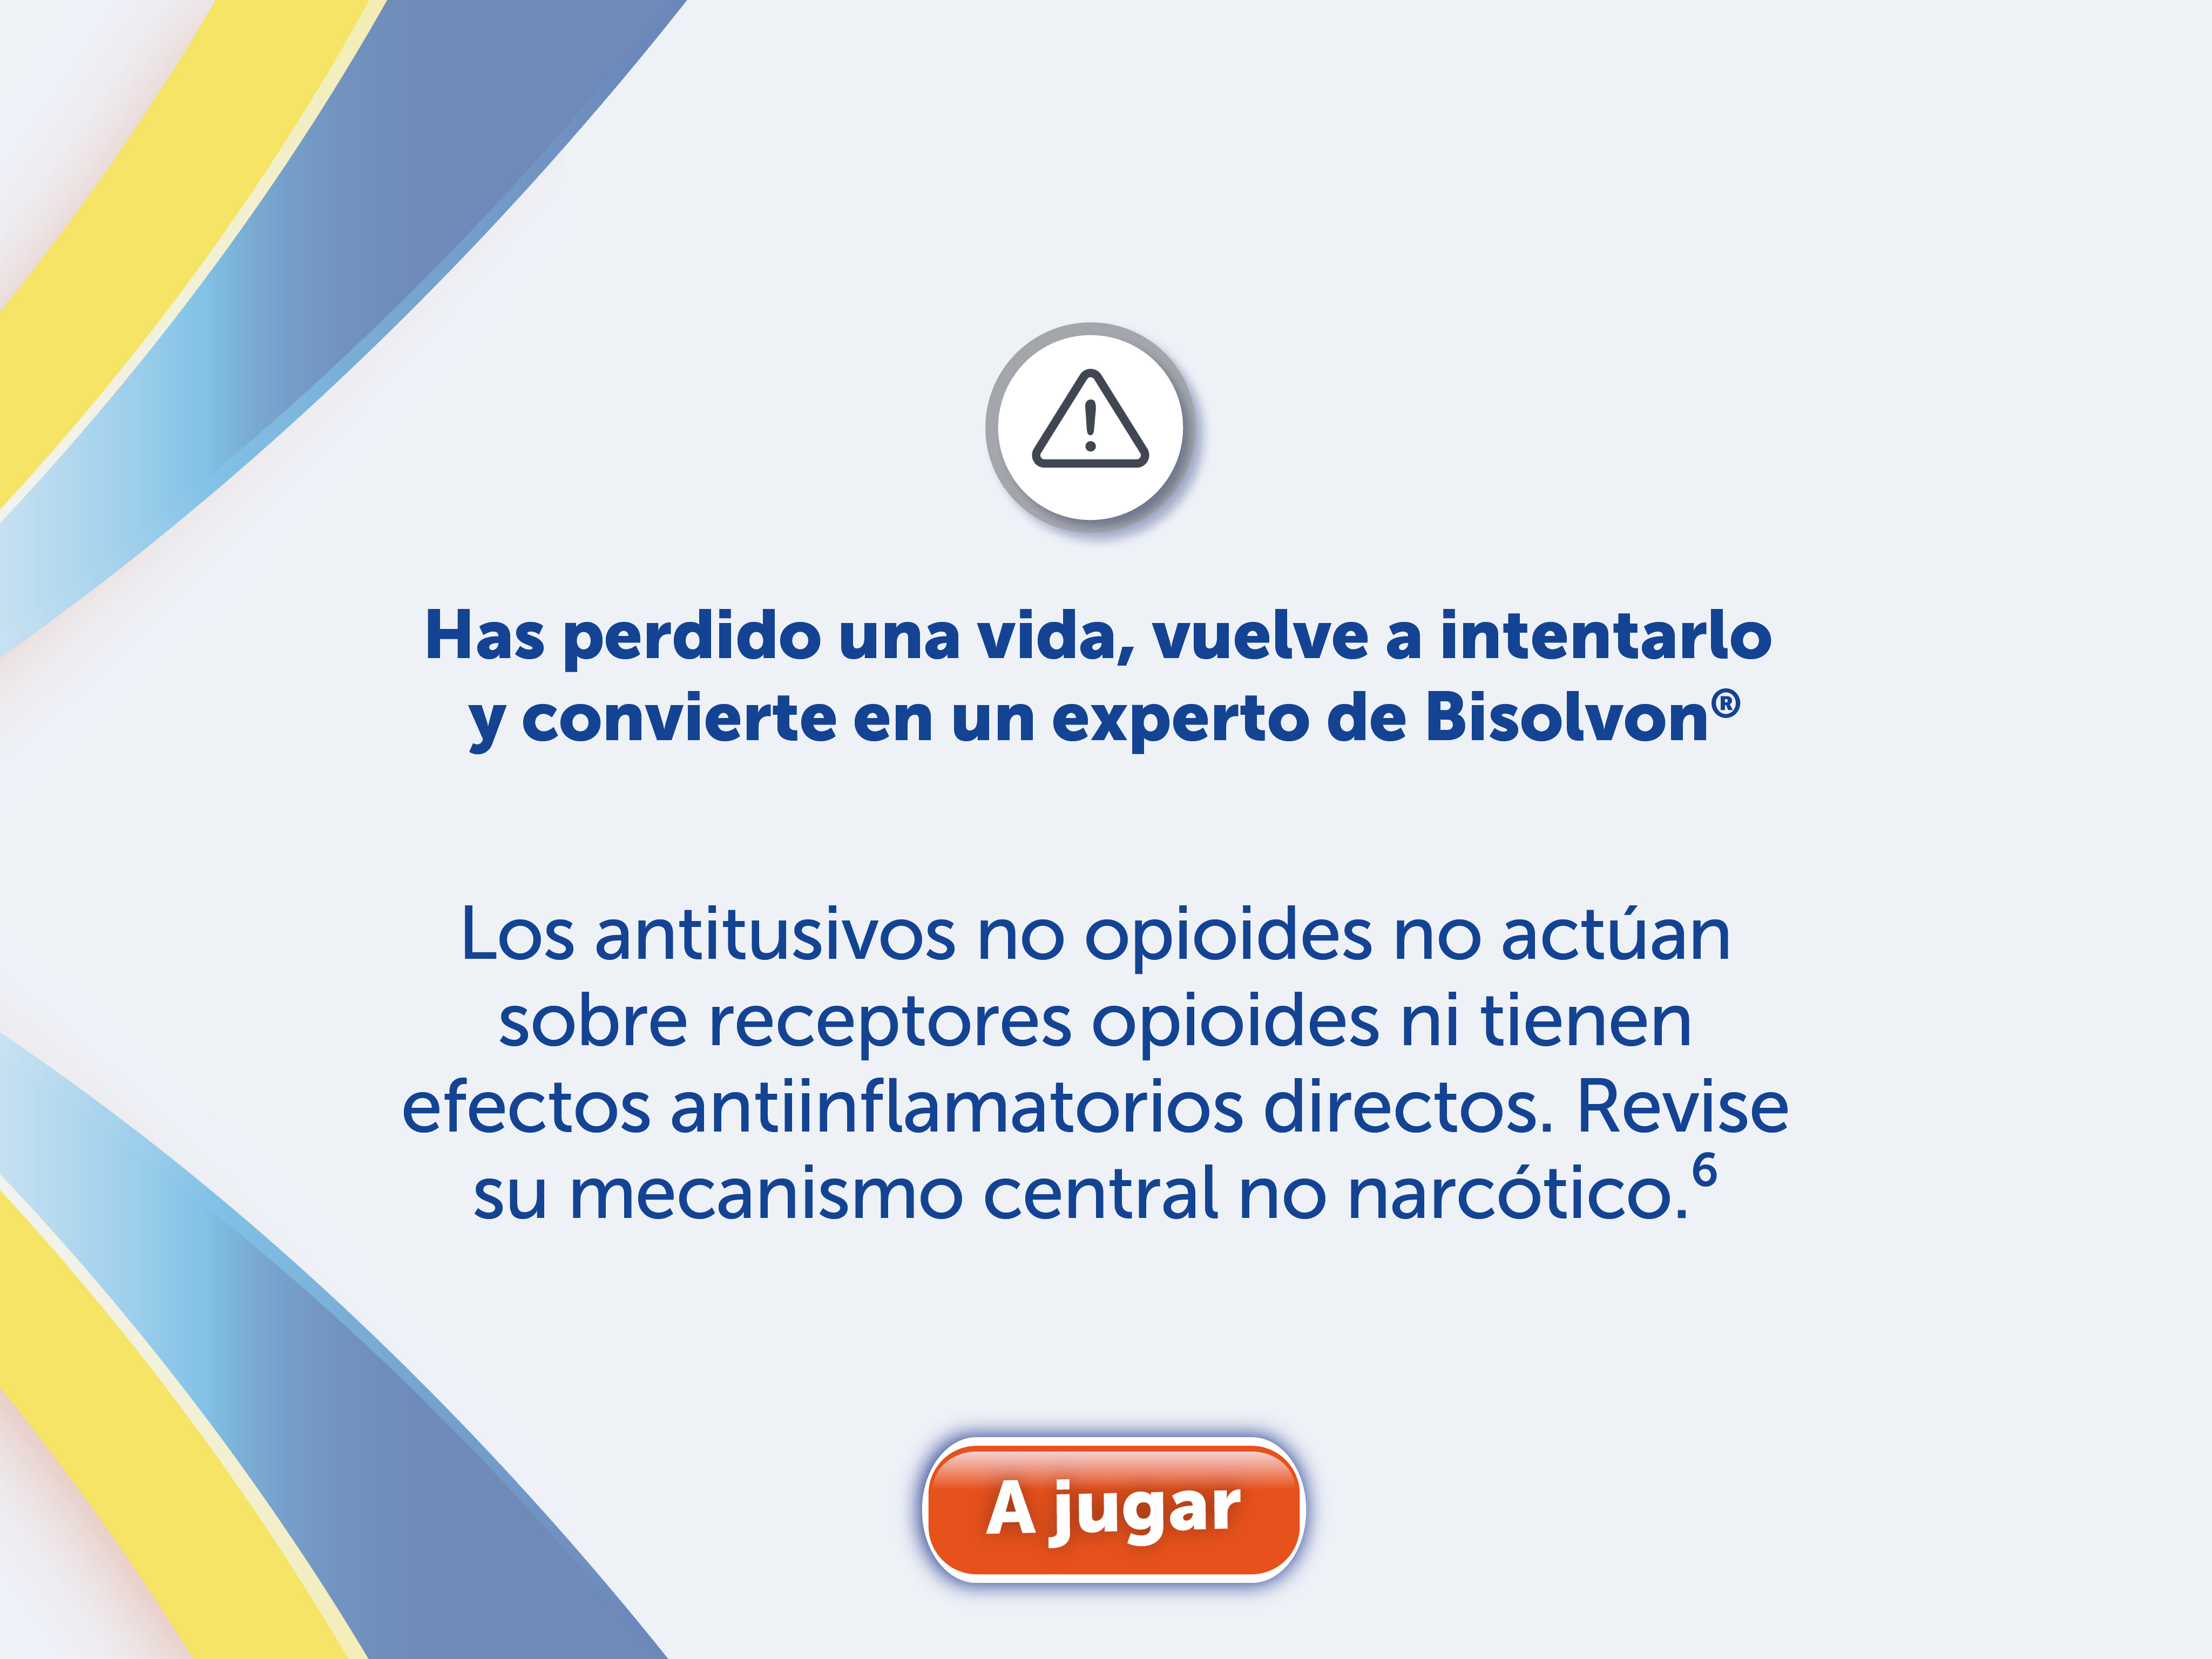 Has perdido una vida, vuelve a intentarlo
y convierte en un experto de Bisolvon®
Los antitusivos no opioides no actúan
sobre receptores opioides ni tienen
efectos antiinflamatorios directos. Revise
su mecanismo central no narcótico.⁶
A jugar